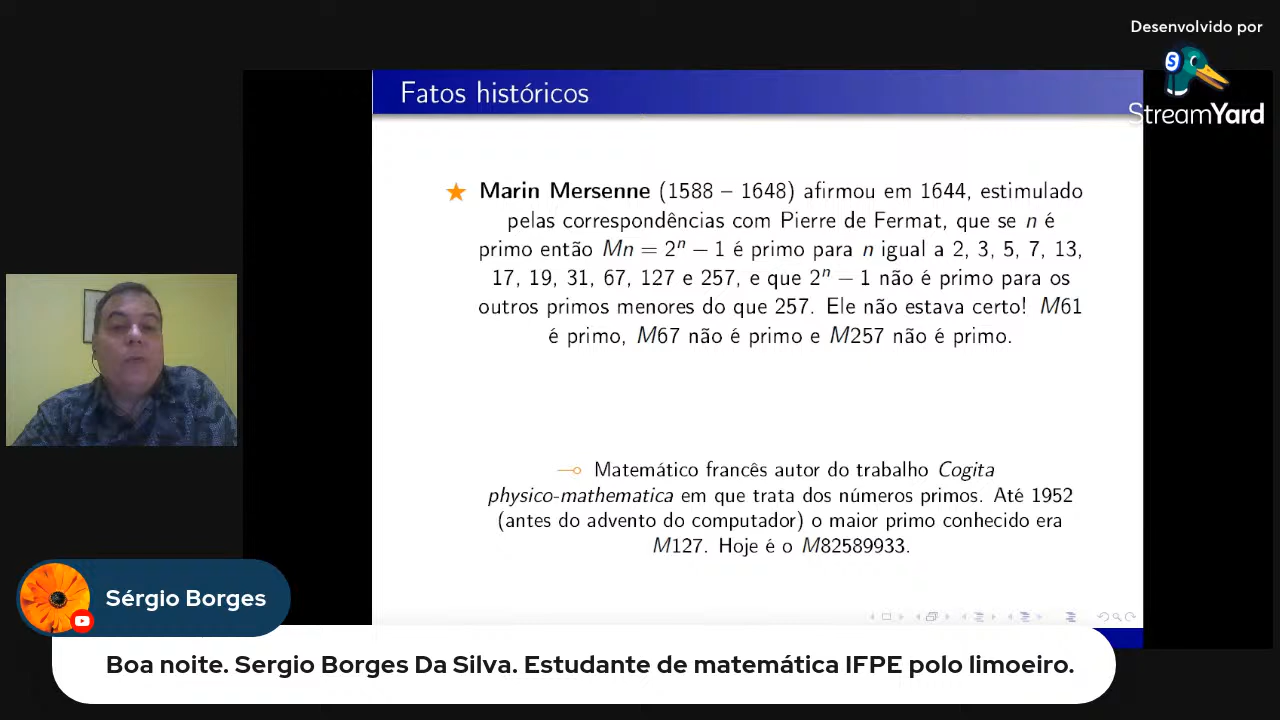 Desenvolvido por
StreamYard
Fatos históricos
Marin Mersenne (1588 – 1648) afirmou em 1644, estimulado
pelas correspondências com Pierre de Fermat, que se n é
primo então Mn = 2ⁿ − 1 é primo para n igual a 2, 3, 5, 7, 13,
17, 19, 31, 67, 127 e 257, e que 2ⁿ − 1 não é primo para os
outros primos menores do que 257. Ele não estava certo! M61
é primo, M67 não é primo e M257 não é primo.
Matemático francês autor do trabalho Cogita
physico-mathematica em que trata dos números primos. Até 1952
(antes do advento do computador) o maior primo conhecido era
M127. Hoje é o M82589933.
Sérgio Borges
Boa noite. Sergio Borges Da Silva. Estudante de matemática IFPE polo limoeiro.